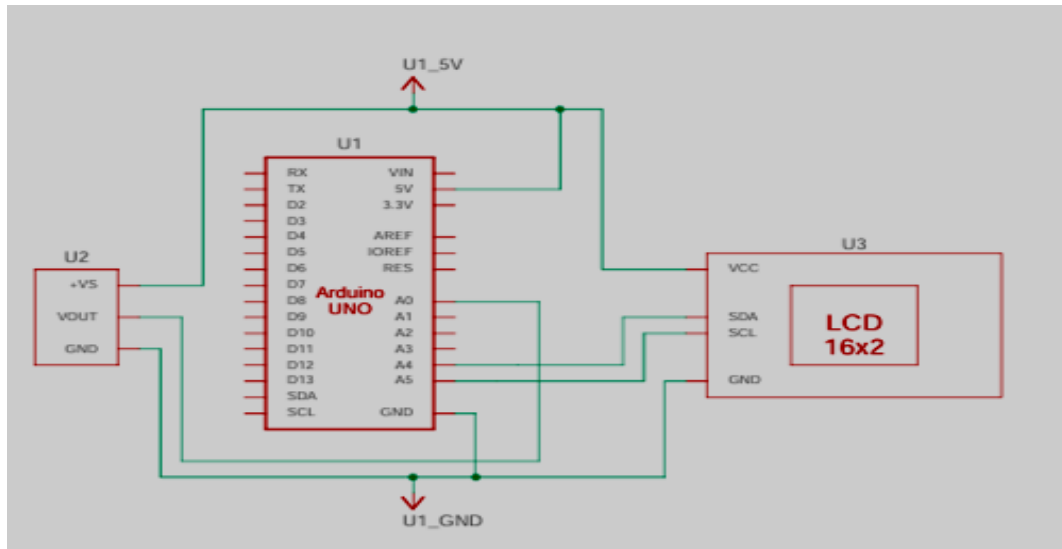 U1_5V
U1
RX
TX
D2
D3
D4
D5
D6
D7
D8
D9
D10
D11
D12
D13
SDA
SCL
Arduino
UNO
VIN
5V
3.3V
AREF
IOREF
RES
A0
A1
A2
A3
A4
A5
GND
U2
+VS
VOUT
GND
U3
VCC
SDA
SCL
GND
LCD
16x2
U1_GND